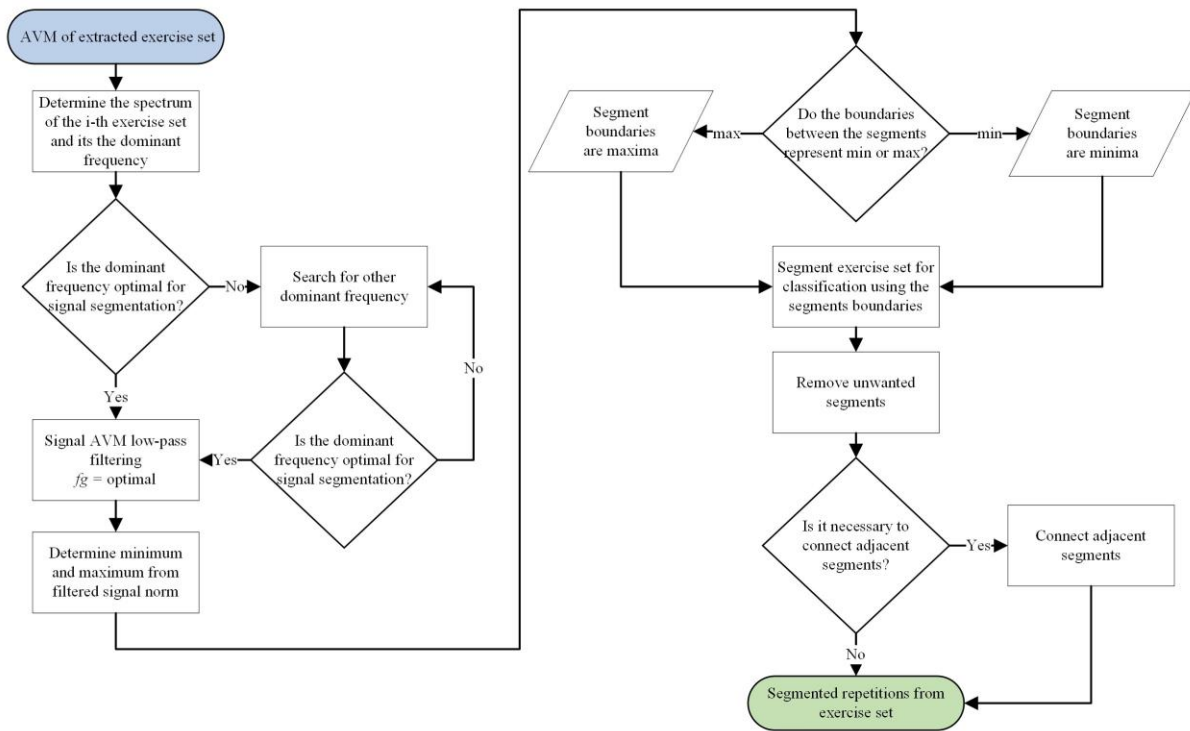 AVM of extracted exercise set
Determine the spectrum
of the i-th exercise set
and its the dominant
frequency
Is the dominant
frequency optimal for
signal segmentation?
No
Search for other
dominant frequency
No
Yes
Is the dominant
frequency optimal for
signal segmentation?
Yes
Signal AVM low-pass
filtering
fg = optimal
Determine minimum
and maximum from
filtered signal norm
Do the boundaries
between the segments
represent min or max?
max
min
Segment
boundaries
are maxima
Segment
boundaries
are minima
Segment exercise set for
classification using the
segments boundaries
Remove unwanted
segments
Is it necessary to
connect adjacent
segments?
Yes
Connect adjacent
segments
No
Segmented repetitions from
exercise set